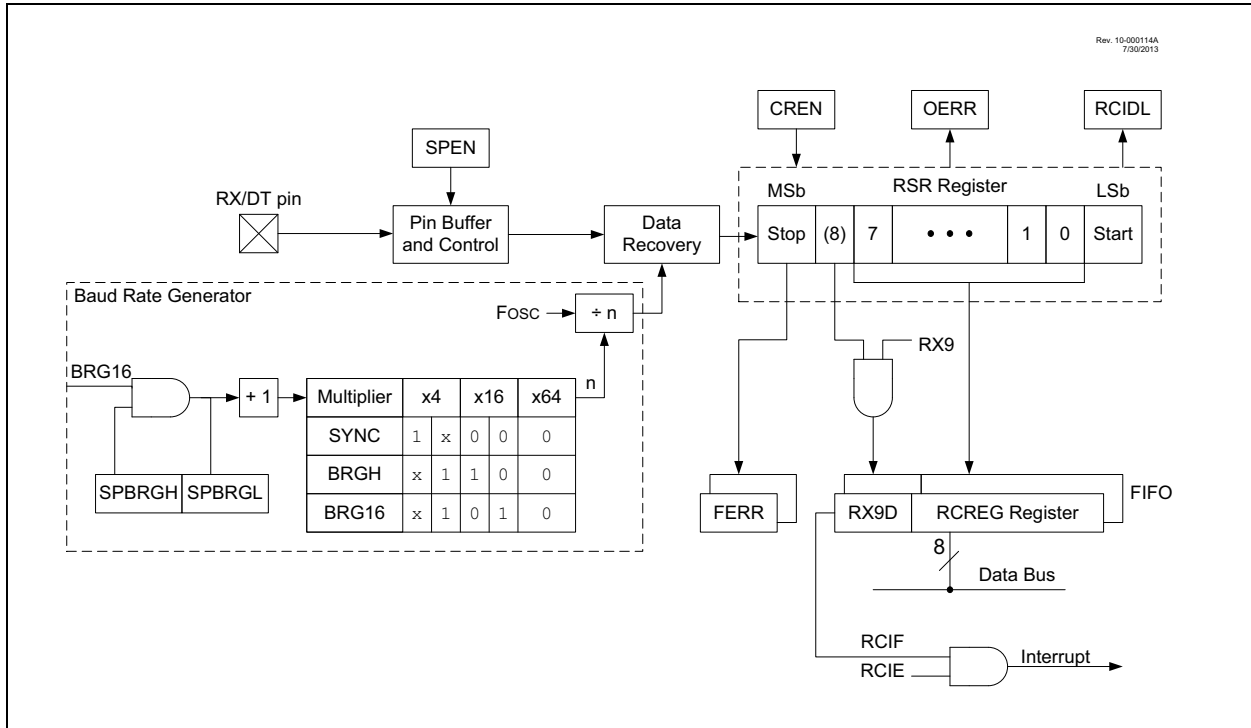 Rev. 10-000114A
7/30/2013
CREN
OERR
RCIDL
SPEN
MSb
RSR Register
LSb
RX/DT pin
Pin Buffer
and Control
Data
Recovery
Stop
(8)
7
• • •
1
0
Start
Baud Rate Generator
FOSC
÷ n
RX9
BRG16
+ 1
n
Multiplier x4 x16 x64
SYNC 1 x 0 0 0
BRGH x 1 1 0 0
BRG16 x 1 0 1 0
SPBRGH
SPBRGL
FERR
RX9D
RCREG Register
FIFO
8
Data Bus
RCIF
RCIE
Interrupt